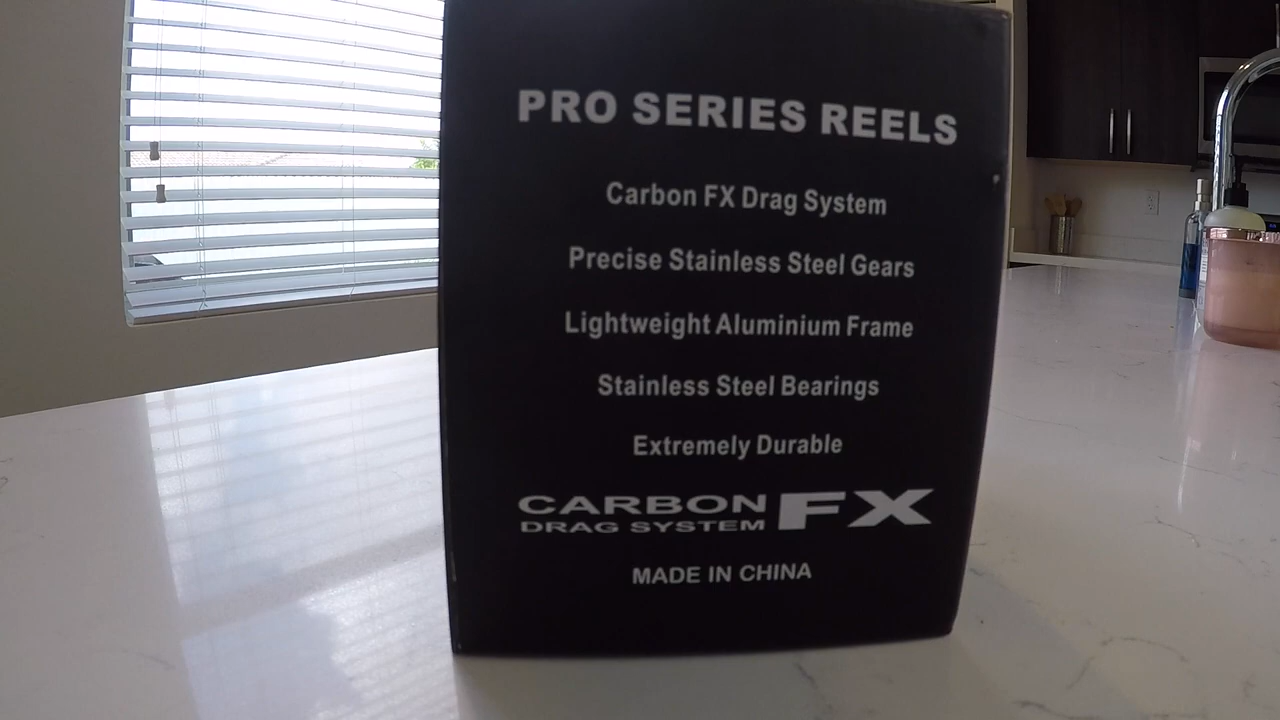 PRO SERIES REELS
Carbon FX Drag System
Precise Stainless Steel Gears
Lightweight Aluminium Frame
Stainless Steel Bearings
Extremely Durable
CARBON FX
DRAG SYSTEM
MADE IN CHINA